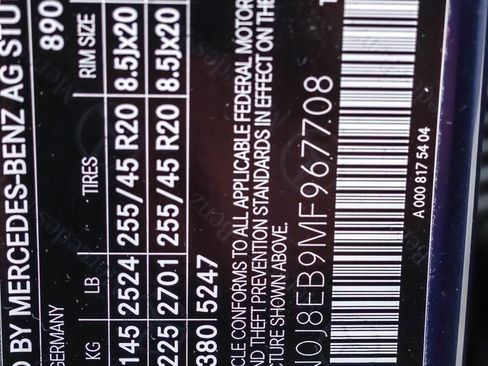 D BY MERCEDES-BENZ AG STU
GERMANY 890
KG LB TIRES RIM SIZE
145 2524 255/45 R20 8.5Jx20
225 2701 255/45 R20 8.5Jx20
380 5247
CLE CONFORMS TO ALL APPLICABLE FEDERAL MOTOR
ND THEFT PREVENTION STANDARDS IN EFFECT ON THE
CTURE SHOWN ABOVE.
N0J8EB9MF967708
A 000 817 54 04